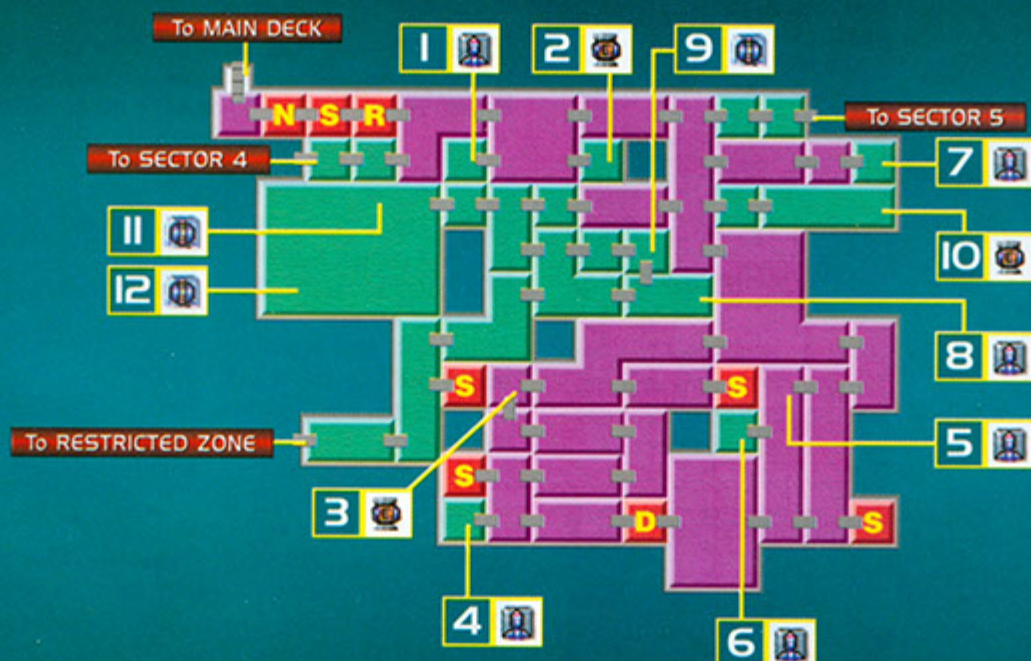 To MAIN DECK
1
2
9
N S R
To SECTOR 5
To SECTOR 4
7
11
10
12
8
S
S
To RESTRICTED ZONE
5
S
3
D
S
4
6